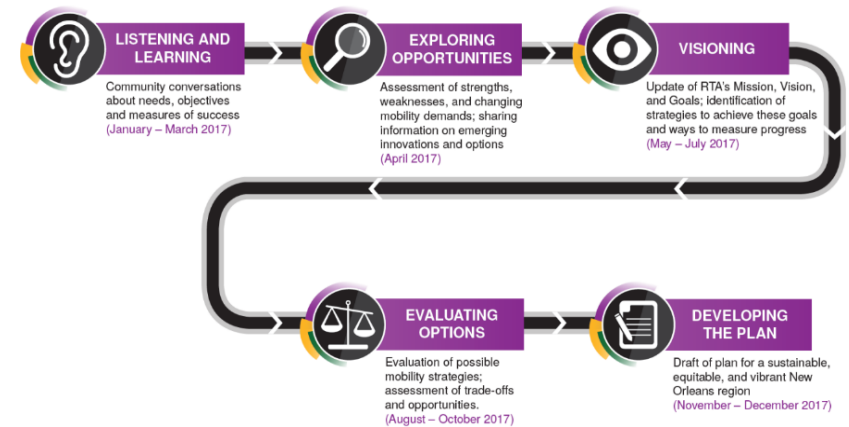 LISTENING AND
LEARNING
Community conversations
about needs, objectives
and measures of success
(January – March 2017)
EXPLORING
OPPORTUNITIES
Assessment of strengths,
weaknesses, and changing
mobility demands; sharing
information on emerging
innovations and options
(April 2017)
VISIONING
Update of RTA's Mission, Vision,
and Goals; identification of
strategies to achieve these goals
and ways to measure progress
(May – July 2017)
EVALUATING
OPTIONS
Evaluation of possible
mobility strategies;
assessment of trade-offs
and opportunities.
(August – October 2017)
DEVELOPING
THE PLAN
Draft of plan for a sustainable,
equitable, and vibrant New
Orleans region
(November – December 2017)